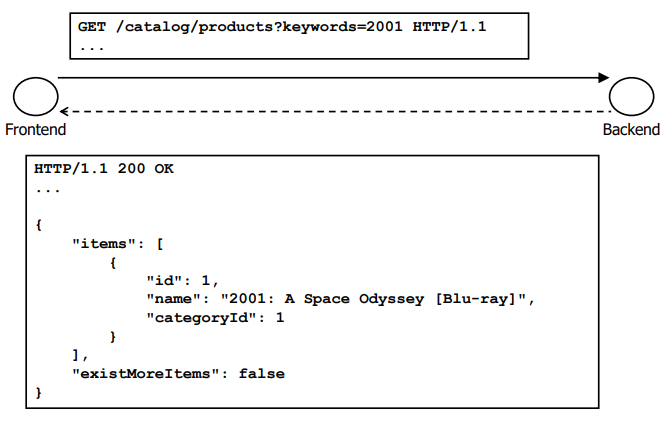 GET /catalog/products?keywords=2001 HTTP/1.1
...
Frontend
Backend
HTTP/1.1 200 OK
...
{
    "items": [
        {
            "id": 1,
            "name": "2001: A Space Odyssey [Blu-ray]",
            "categoryId": 1
        }
    ],
    "existMoreItems": false
}